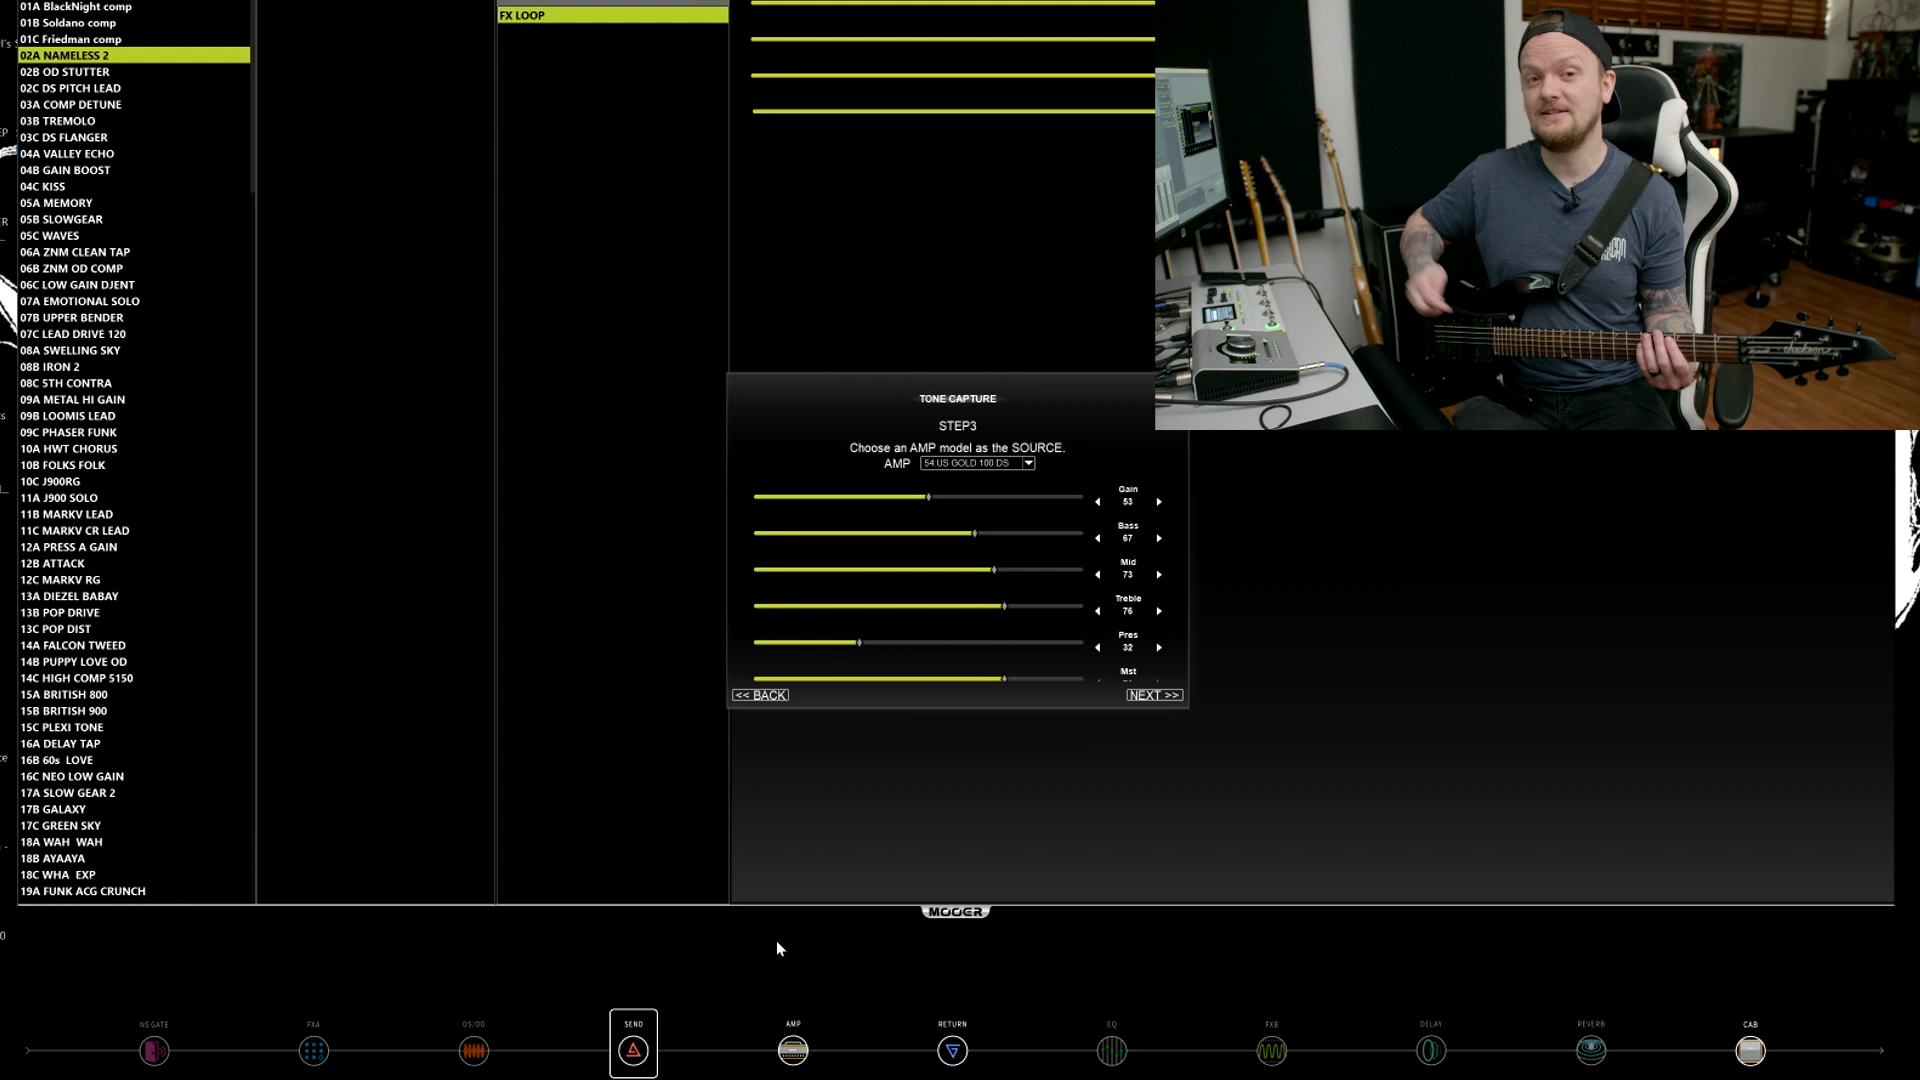 01A BlackNight comp
01B Soldano comp
01C Friedman comp
02A NAMELESS 2
02B OD STUTTER
02C DS PITCH LEAD
03A COMP DETUNE
03B TREMOLO
03C DS FLANGER
04A VALLEY ECHO
04B GAIN BOOST
04C KISS
05A MEMORY
05B SLOWGEAR
05C WAVES
06A ZNM CLEAN TAP
06B ZNM OD COMP
06C LOW GAIN DJENT
07A EMOTIONAL SOLO
07B UPPER BENDER
07C LEAD DRIVE 120
08A SWELLING SKY
08B IRON 2
08C 5TH CONTRA
09A METAL HI GAIN
09B LOOMIS LEAD
09C PHASER FUNK
10A HWT CHORUS
10B FOLKS FOLK
10C J900RG
11A J900 SOLO
11B MARKV LEAD
11C MARKV CR LEAD
12A PRESS A GAIN
12B ATTACK
12C MARKV RG
13A DIEZEL BABAY
13B POP DRIVE
13C POP DIST
14A FALCON TWEED
14B PUPPY LOVE OD
14C HIGH COMP 5150
15A BRITISH 800
15B BRITISH 900
15C PLEXI TONE
16A DELAY TAP
16B 60s LOVE
16C NEO LOW GAIN
17A SLOW GEAR 2
17B GALAXY
17C GREEN SKY
18A WAH WAH
18B AYAAYA
18C WHA EXP
19A FUNK ACG CRUNCH
FX LOOP
TONE CAPTURE
STEP3
Choose an AMP model as the SOURCE.
AMP 54:US GOLD 100 DS
Gain
53
Bass
67
Mid
73
Treble
76
Pres
32
Mst
<< BACK
NEXT >>
Jackson
MOOER
NS GATE
FXA
DS/OD
SEND
AMP
RETURN
EQ
FXB
DELAY
REVERB
CAB